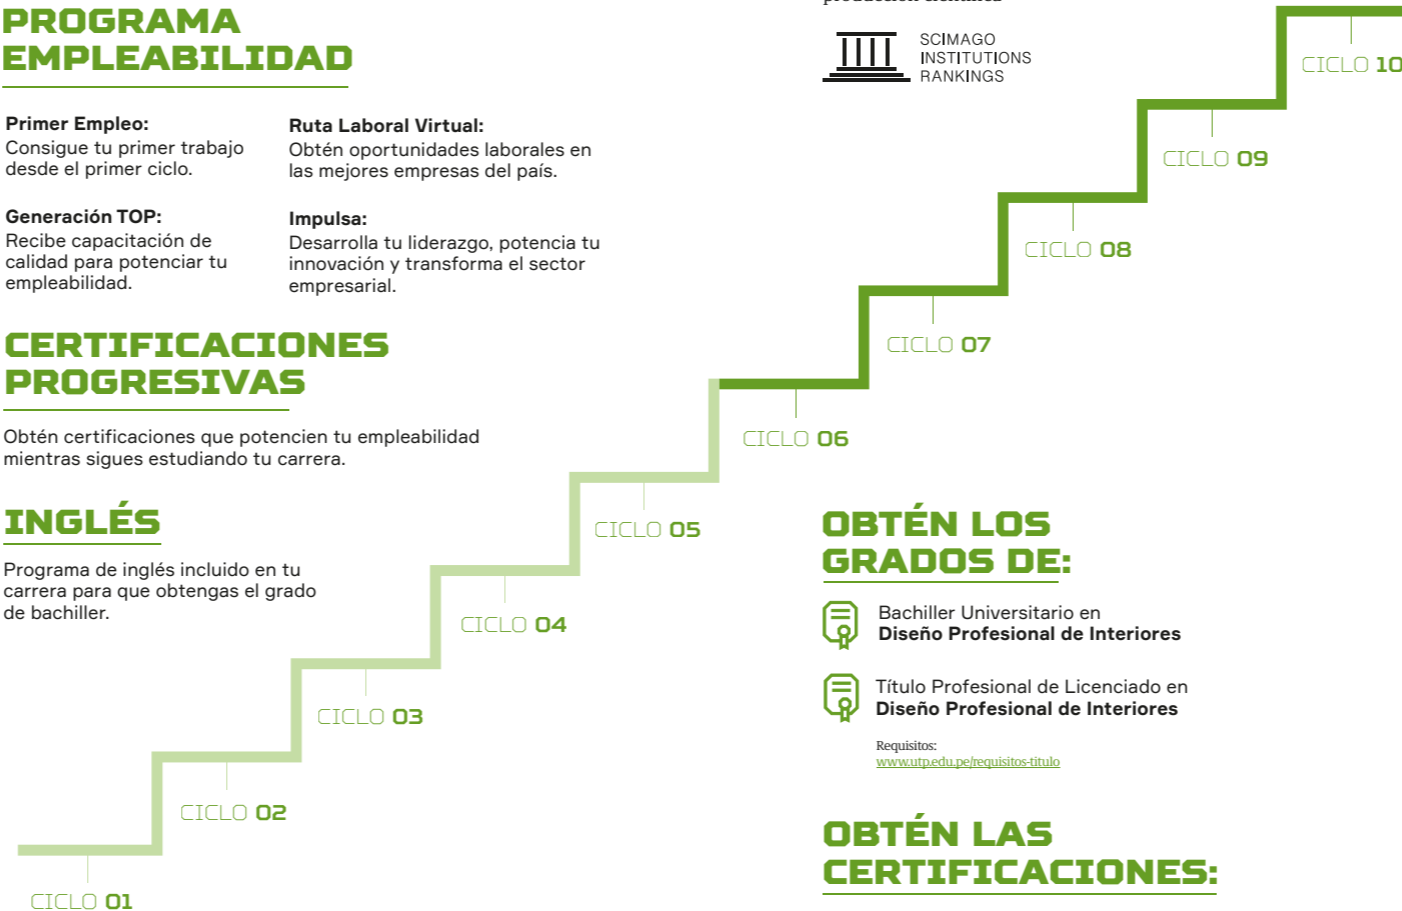 PROGRAMA
EMPLEABILIDAD
Primer Empleo:
Consigue tu primer trabajo
desde el primer ciclo.
Ruta Laboral Virtual:
Obtén oportunidades laborales en
las mejores empresas del país.
Generación TOP:
Recibe capacitación de
calidad para potenciar tu
empleabilidad.
Impulsa:
Desarrolla tu liderazgo, potencia tu
innovación y transforma el sector
empresarial.
CERTIFICACIONES
PROGRESIVAS
Obtén certificaciones que potencien tu empleabilidad
mientras sigues estudiando tu carrera.
INGLÉS
Programa de inglés incluido en tu
carrera para que obtengas el grado
de bachiller.
SCIMAGO
INSTITUTIONS
RANKINGS
CICLO 10
CICLO 09
CICLO 08
CICLO 07
CICLO 06
CICLO 05
CICLO 04
CICLO 03
CICLO 02
CICLO 01
OBTÉN LOS
GRADOS DE:
Bachiller Universitario en
Diseño Profesional de Interiores
Título Profesional de Licenciado en
Diseño Profesional de Interiores
Requisitos:
www.utp.edu.pe/requisitos-titulo
OBTÉN LAS
CERTIFICACIONES: